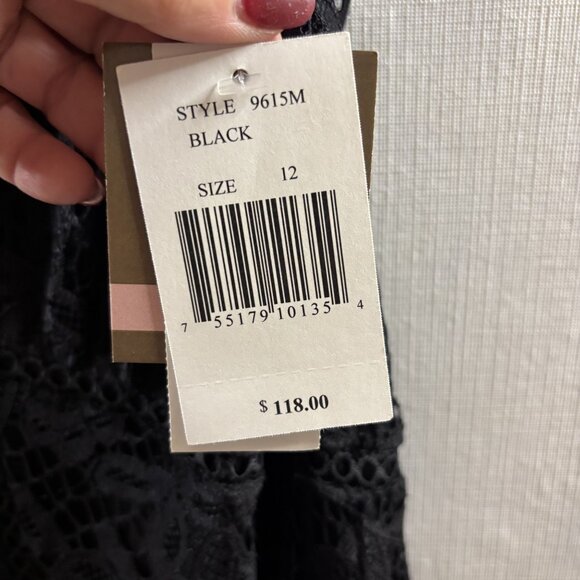 STYLE 9615M
BLACK
SIZE 12
7 55179 10135 4
$ 118.00